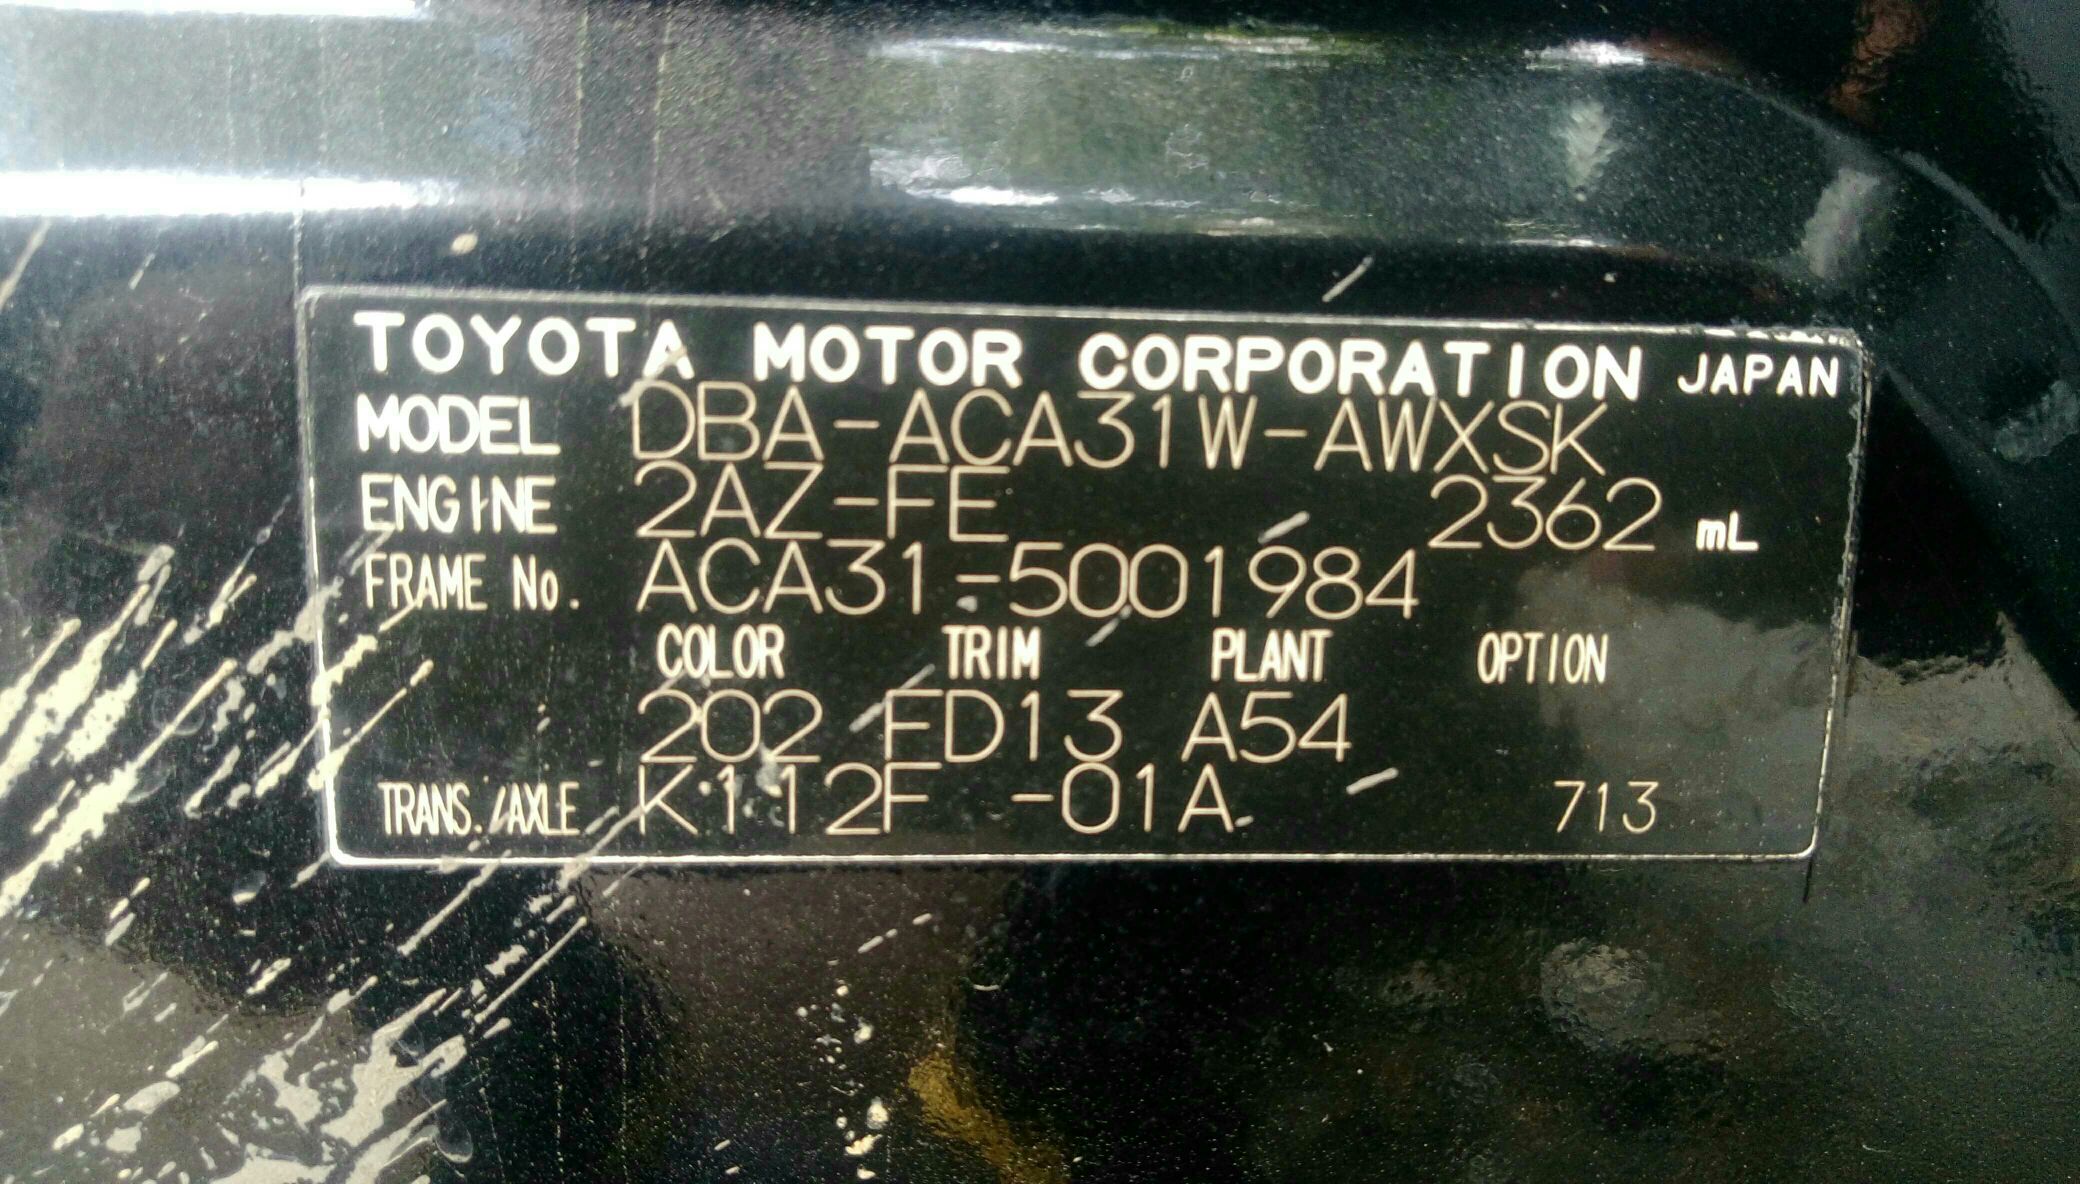 TOYOTA MOTOR CORPORATION JAPAN
MODEL DBA-ACA31W-AWXSK
ENGINE 2AZ-FE 2362 mL
FRAME No. ACA31-5001984
COLOR TRIM PLANT OPTION
202 FD13 A54
TRANS./AXLE K112F -01A 713